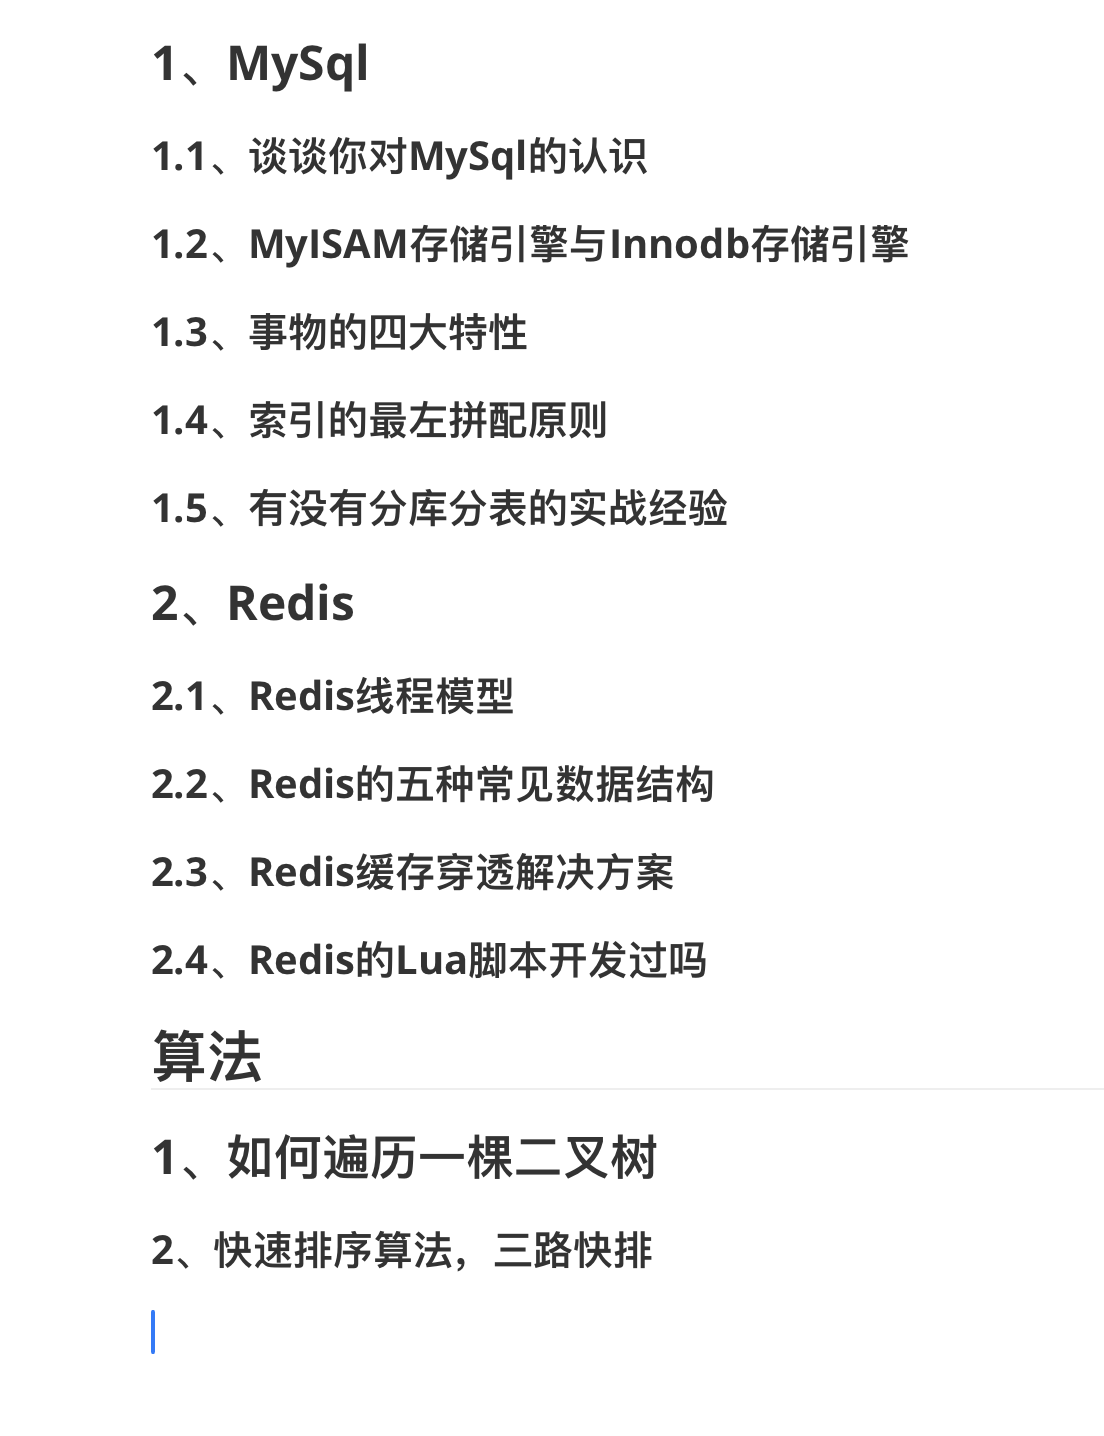 1、MySql
1.1、谈谈你对MySql的认识
1.2、MyISAM存储引擎与Innodb存储引擎
1.3、事物的四大特性
1.4、索引的最左拼配原则
1.5、有没有分库分表的实战经验
2、Redis
2.1、Redis线程模型
2.2、Redis的五种常见数据结构
2.3、Redis缓存穿透解决方案
2.4、Redis的Lua脚本开发过吗
算法
1、如何遍历一棵二叉树
2、快速排序算法，三路快排